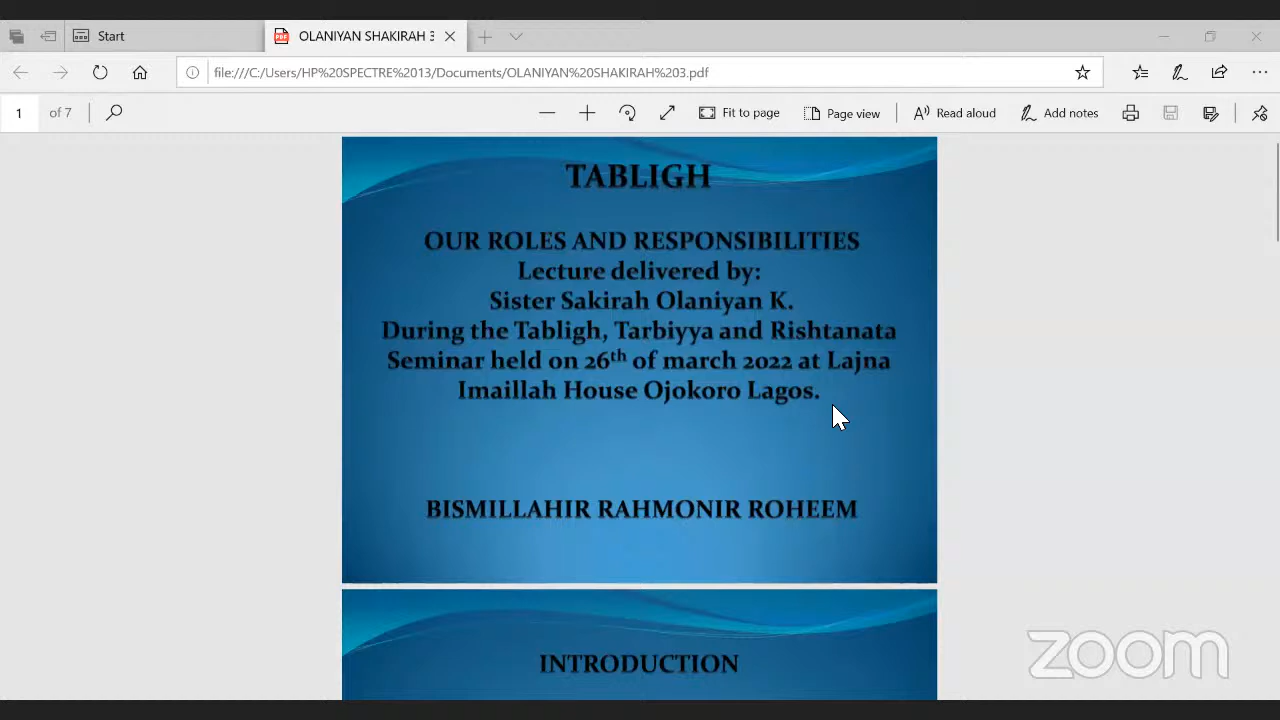 Start
OLANIYAN SHAKIRAH 3
file:///C:/Users/HP%20SPECTRE%2013/Documents/OLANIYAN%20SHAKIRAH%203.pdf
1 of 7
Fit to page
Page view
Read aloud
Add notes
TABLIGH
OUR ROLES AND RESPONSIBILITIES
Lecture delivered by:
Sister Sakirah Olaniyan K.
During the Tabligh, Tarbiyya and Rishtanata
Seminar held on 26th of march 2022 at Lajna
Imaillah House Ojokoro Lagos.
BISMILLAHIR RAHMONIR ROHEEM
INTRODUCTION
zoom